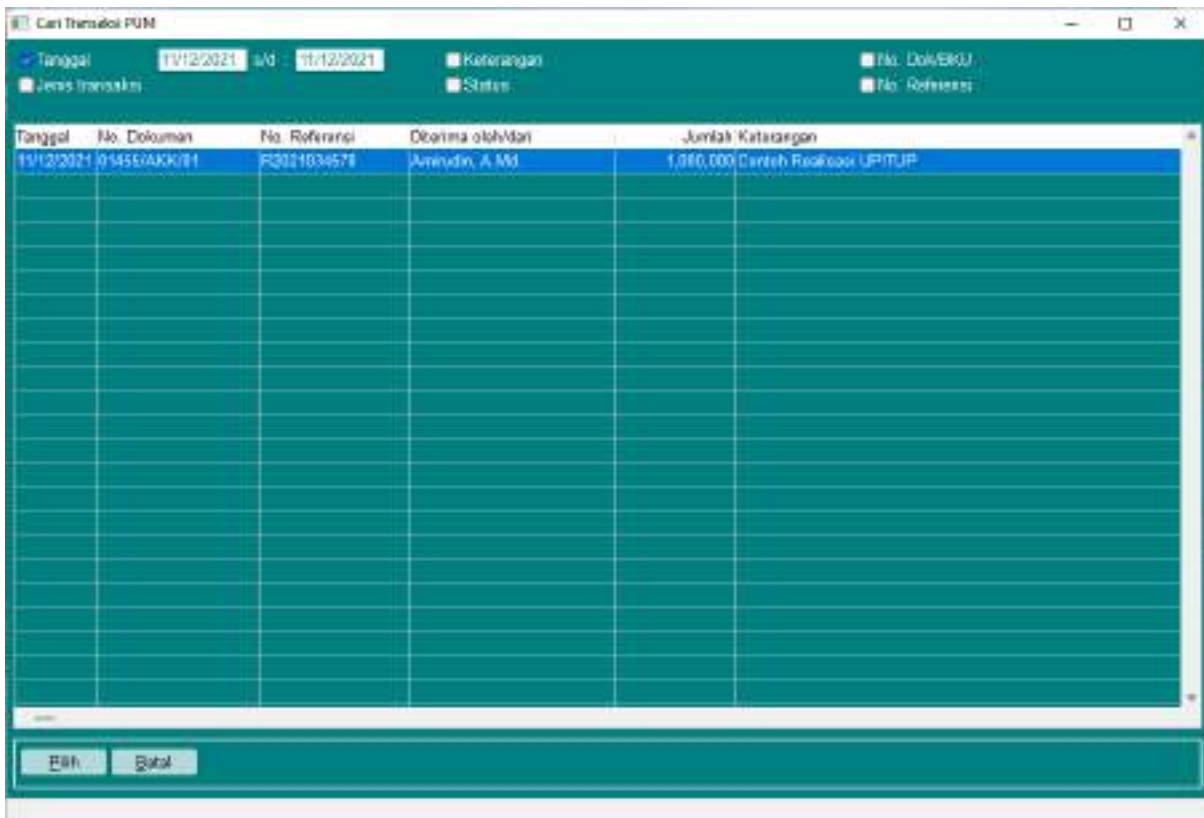 Cari Transaksi PUM
Tanggal 11/12/2021 s/d 11/12/2021 Keterangan No. Dok/BKU
Jenis transaksi Status No. Referensi
Tanggal No. Dokumen No. Referensi Diterima oleh/dari Jumlah Keterangan
11/12/2021 01455/AKK/01 Amirudin, A.Md. 1,000,000 Contoh Realisasi UP/TUP
Pilih Batal